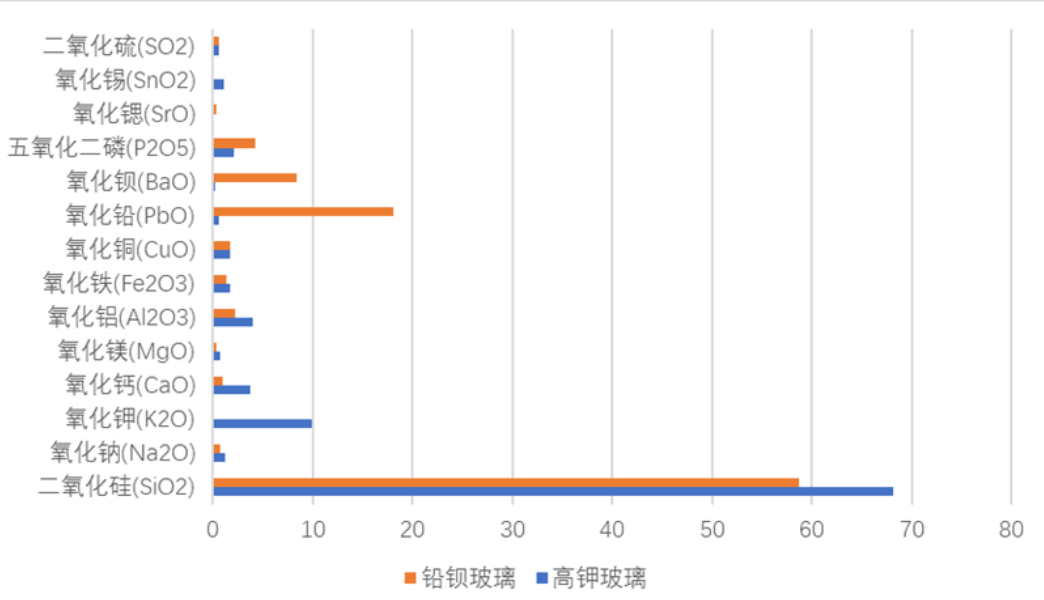 二氧化硫(SO2)
氧化锡(SnO2)
氧化锶(SrO)
五氧化二磷(P2O5)
氧化钡(BaO)
氧化铅(PbO)
氧化铜(CuO)
氧化铁(Fe2O3)
氧化铝(Al2O3)
氧化镁(MgO)
氧化钙(CaO)
氧化钾(K2O)
氧化钠(Na2O)
二氧化硅(SiO2)
0 10 20 30 40 50 60 70 80
铅钡玻璃 高钾玻璃